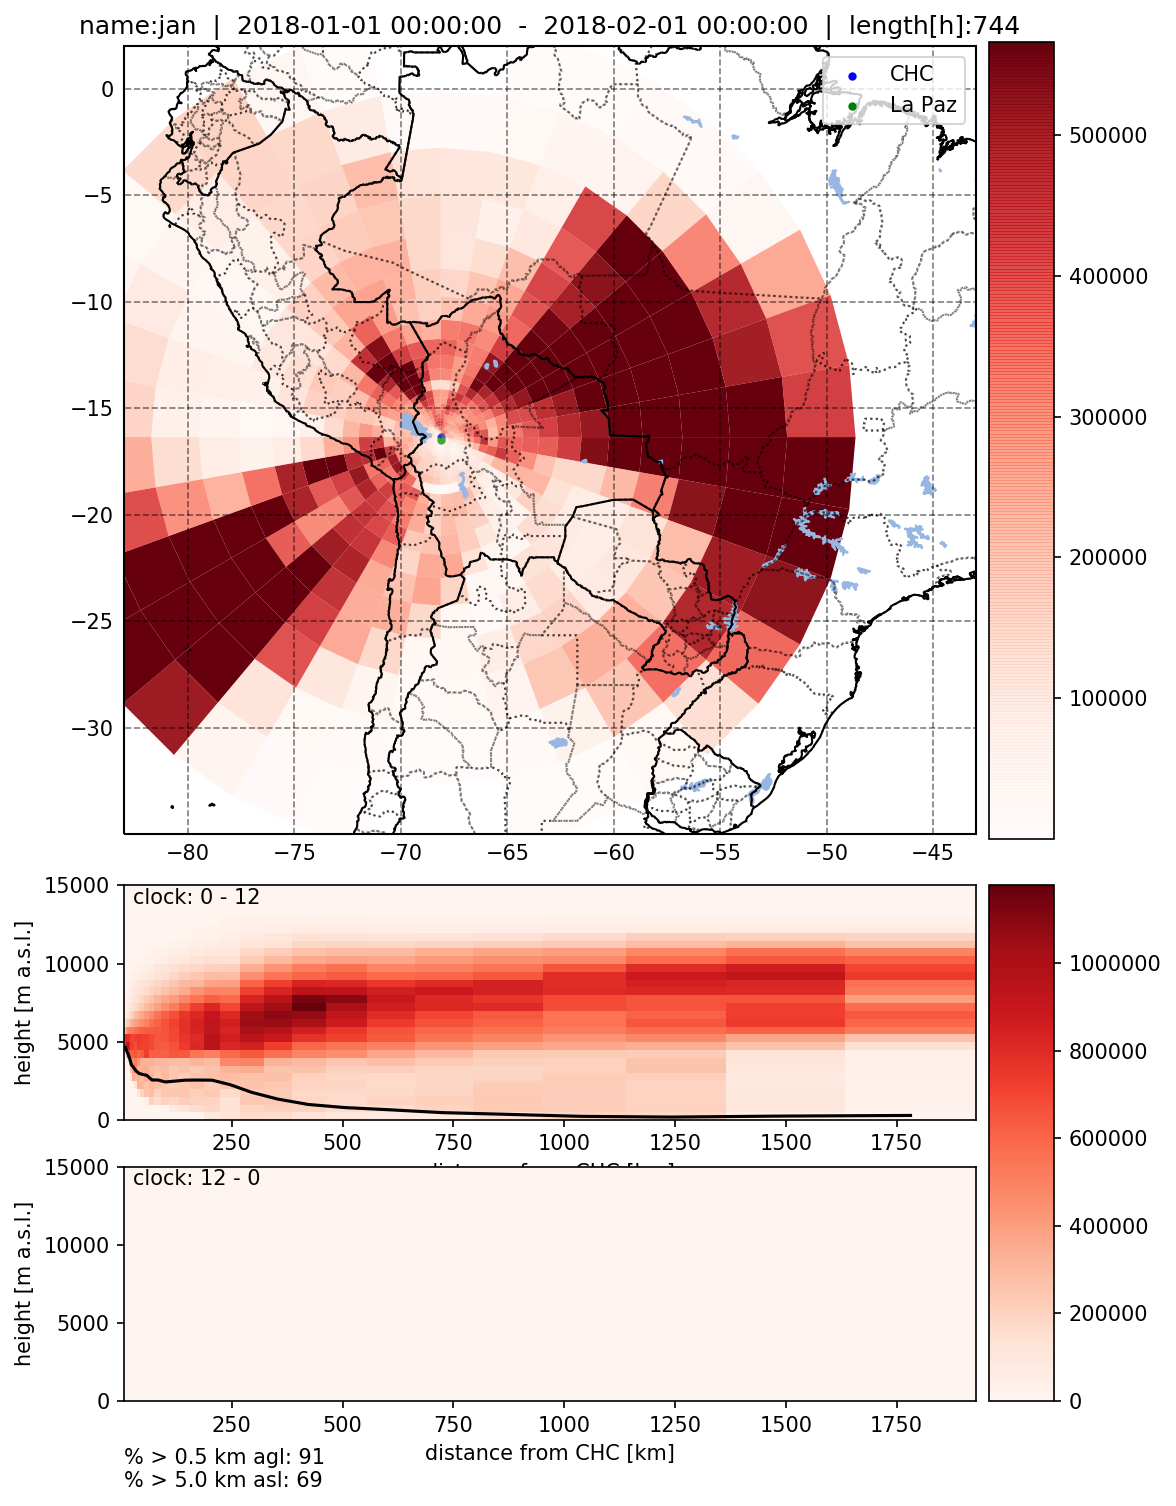 name:jan | 2018-01-01 00:00:00 - 2018-02-01 00:00:00 | length[h]:744
CHC
La Paz
0
−5
−10
−15
−20
−25
−30
−80 −75 −70 −65 −60 −55 −50 −45
500000
400000
300000
200000
100000
clock: 0 - 12
height [m a.s.l.]
15000
10000
5000
0
250 500 750 1000 1250 1500 1750
distance from CHC [km]
clock: 12 - 0
height [m a.s.l.]
15000
10000
5000
0
250 500 750 1000 1250 1500 1750
distance from CHC [km]
1000000
800000
600000
400000
200000
0
% > 0.5 km agl: 91
% > 5.0 km asl: 69